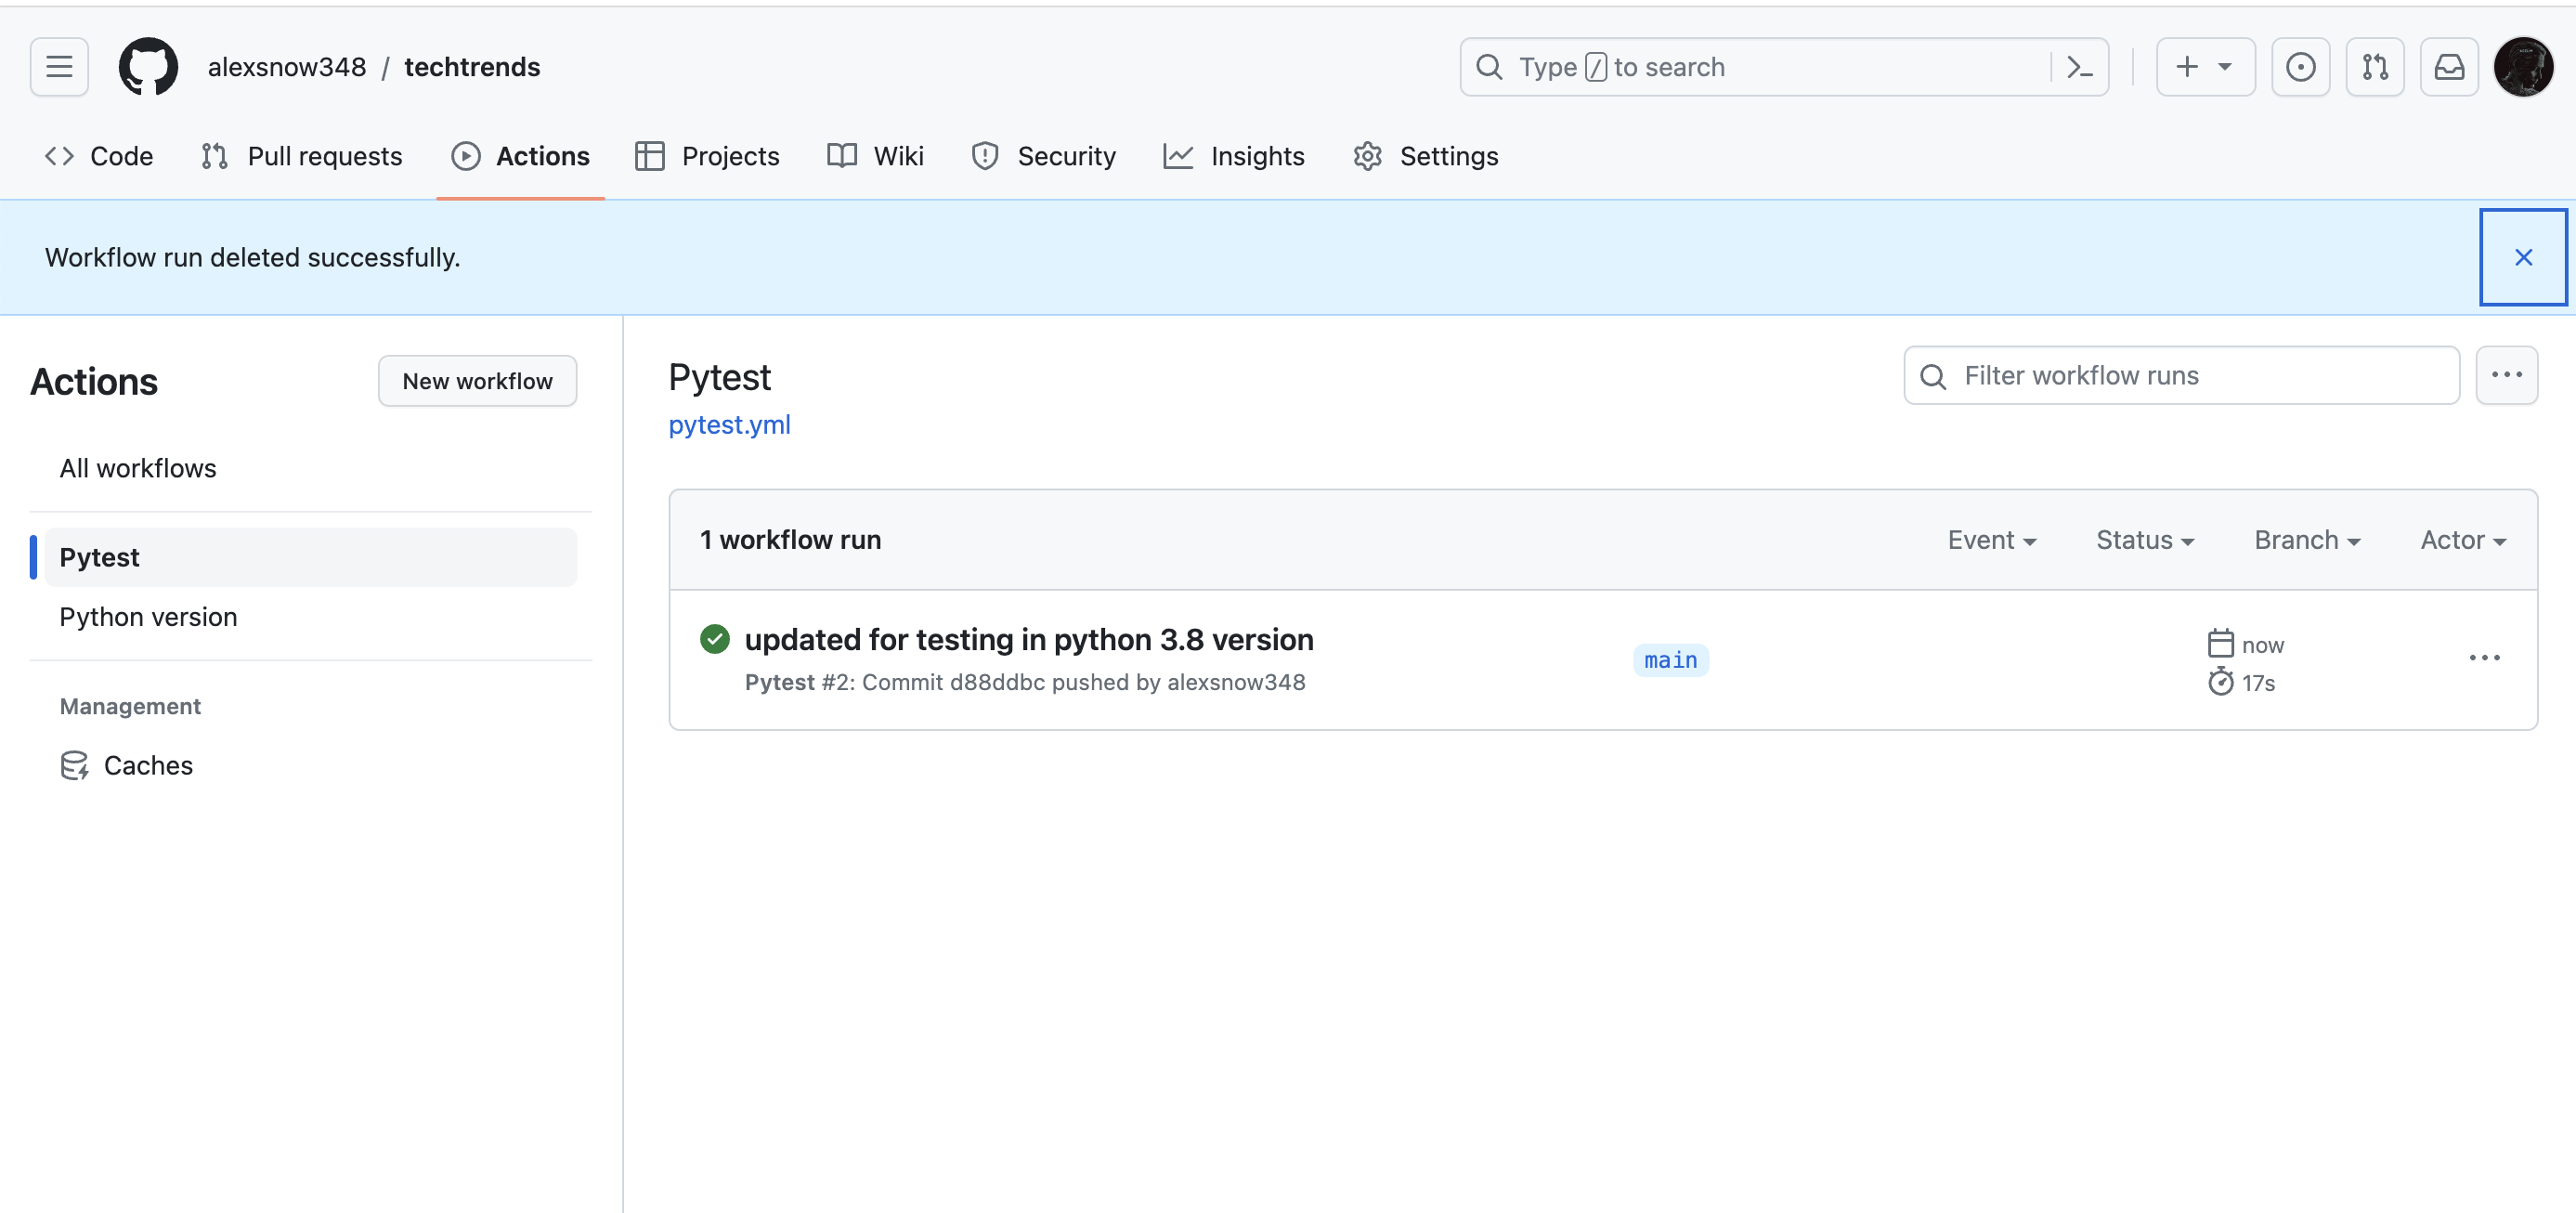 alexsnow348 / techtrends
Type / to search
Code Pull requests Actions Projects Wiki Security Insights Settings
Workflow run deleted successfully.
Actions
New workflow
All workflows
Pytest
Python version
Management
Caches
Pytest
pytest.yml
Filter workflow runs
1 workflow run
Event Status Branch Actor
updated for testing in python 3.8 version
Pytest #2: Commit d88ddbc pushed by alexsnow348
main
now
17s